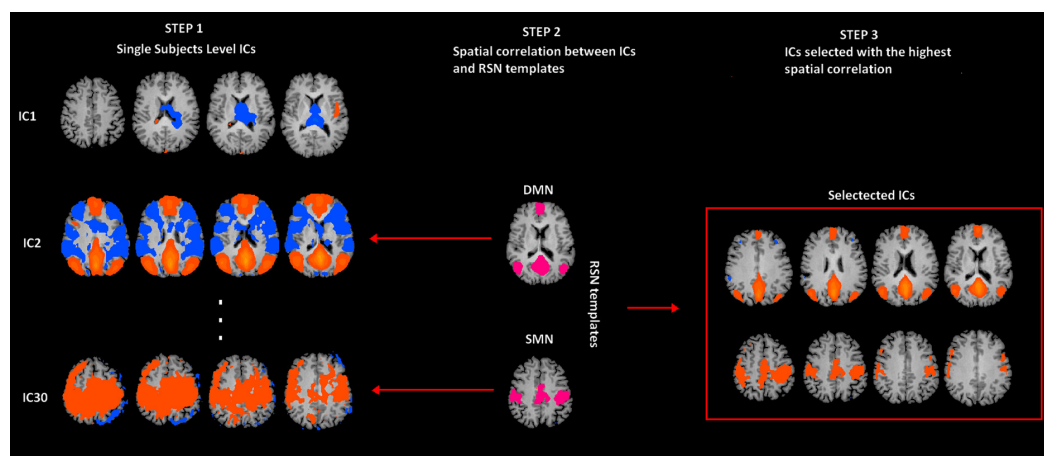 STEP 1
Single Subjects Level ICs
STEP 2
Spatial correlation between ICs
and RSN templates
STEP 3
ICs selected with the highest
spatial correlation
IC1
IC2
IC30
DMN
SMN
RSN templates
Selectected ICs